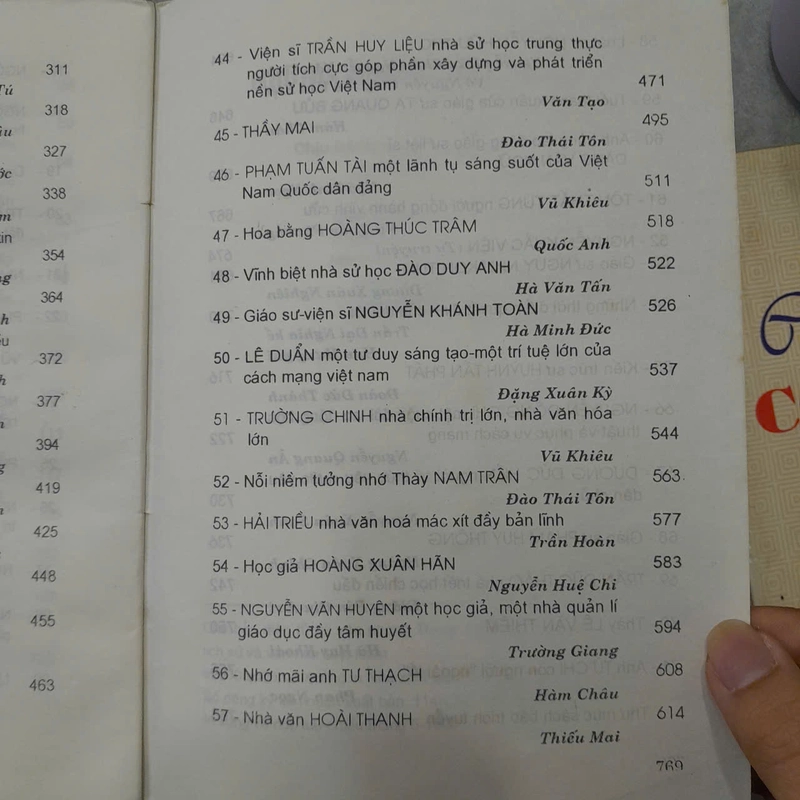 311
Tú
318
327
338
354
364
372
377
394
419
425
448
455
463
44 - Viện sĩ TRẦN HUY LIỆU nhà sử học trung thực
người tích cực góp phần xây dựng và phát triển
nền sử học Việt Nam 471
Văn Tạo
45 - THẦY MAI 495
Đào Thái Tôn
46 - PHẠM TUẤN TÀI một lãnh tụ sáng suốt của Việt
Nam Quốc dân đảng 511
Vũ Khiêu
47 - Hoa bằng HOÀNG THÚC TRÂM 518
Quốc Anh
48 - Vĩnh biệt nhà sử học ĐÀO DUY ANH 522
Hà Văn Tấn
49 - Giáo sư-viện sĩ NGUYỄN KHÁNH TOÀN 526
Hà Minh Đức
50 - LÊ DUẨN một tư duy sáng tạo-một trí tuệ lớn của
cách mạng việt nam 537
Đặng Xuân Kỳ
51 - TRƯỜNG CHINH nhà chính trị lớn, nhà văn hóa
lớn 544
Vũ Khiêu
52 - Nỗi niềm tưởng nhớ Thày NAM TRÂN 563
Đào Thái Tôn
53 - HẢI TRIỀU nhà văn hoá mác xít đầy bản lĩnh 577
Trần Hoàn
54 - Học giả HOÀNG XUÂN HÃN 583
Nguyễn Huệ Chi
55 - NGUYỄN VĂN HUYÊN một học giả, một nhà quản lí
giáo dục đầy tâm huyết 594
Trường Giang
56 - Nhớ mãi anh TƯ THẠCH 608
Hàm Châu
57 - Nhà văn HOÀI THANH 614
Thiếu Mai
769